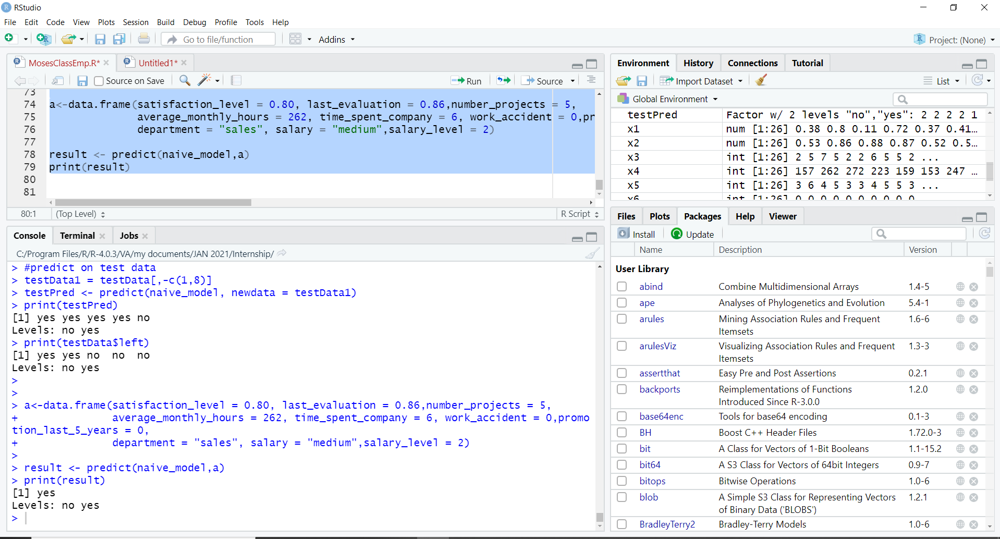 RStudio
File Edit Code View Plots Session Build Debug Profile Tools Help
Go to file/function
Addins
Project: (None)
MosesClassEmp.R*
Untitled1*
Source on Save
Run
Source
73
74 a<-data.frame(satisfaction_level = 0.80, last_evaluation = 0.86,number_projects = 5,
75 average_monthly_hours = 262, time_spent_company = 6, work_accident = 0,pr
76 department = "sales", salary = "medium",salary_level = 2)
77
78 result <- predict(naive_model,a)
79 print(result)
80
81
80:1 (Top Level) R Script
Console Terminal Jobs
C:/Program Files/R/R-4.0.3/VA/my documents/JAN 2021/Internship/
> #predict on test data
> testData1 = testData[,-c(1,8)]
> testPred <- predict(naive_model, newdata = testData1)
> print(testPred)
[1] yes yes yes yes no
Levels: no yes
> print(testData$left)
[1] yes yes no  no  no
Levels: no yes
>
>
> a<-data.frame(satisfaction_level = 0.80, last_evaluation = 0.86,number_projects = 5,
+ average_monthly_hours = 262, time_spent_company = 6, work_accident = 0,promo
tion_last_5_years = 0,
+ department = "sales", salary = "medium",salary_level = 2)
>
> result <- predict(naive_model,a)
> print(result)
[1] yes
Levels: no yes
>
Environment History Connections Tutorial
Import Dataset
List
Global Environment
testPred Factor w/ 2 levels "no","yes": 2 2 2 2 1
x1 num [1:26] 0.38 0.8 0.11 0.72 0.37 0.41...
x2 num [1:26] 0.53 0.86 0.88 0.87 0.52 0.5...
x3 int [1:26] 2 5 7 5 2 2 6 5 5 2 ...
x4 int [1:26] 157 262 272 223 159 153 247 ...
x5 int [1:26] 3 6 4 5 3 3 4 5 5 3 ...
x6 int [1:26] 0 0 0 0 0 0 0 0 0 0
Files Plots Packages Help Viewer
Install
Update
Name Description Version
User Library
abind Combine Multidimensional Arrays 1.4-5
ape Analyses of Phylogenetics and Evolution 5.4-1
arules Mining Association Rules and Frequent 1.6-6
Itemsets
arulesViz Visualizing Association Rules and Frequent 1.3-3
Itemsets
assertthat Easy Pre and Post Assertions 0.2.1
backports Reimplementations of Functions 1.2.0
Introduced Since R-3.0.0
base64enc Tools for base64 encoding 0.1-3
BH Boost C++ Header Files 1.72.0-3
bit A Class for Vectors of 1-Bit Booleans 1.1-15.2
bit64 A S3 Class for Vectors of 64bit Integers 0.9-7
bitops Bitwise Operations 1.0-6
blob A Simple S3 Class for Representing Vectors 1.2.1
of Binary Data ('BLOBS')
BradleyTerry2 Bradley-Terry Models 1.0-6